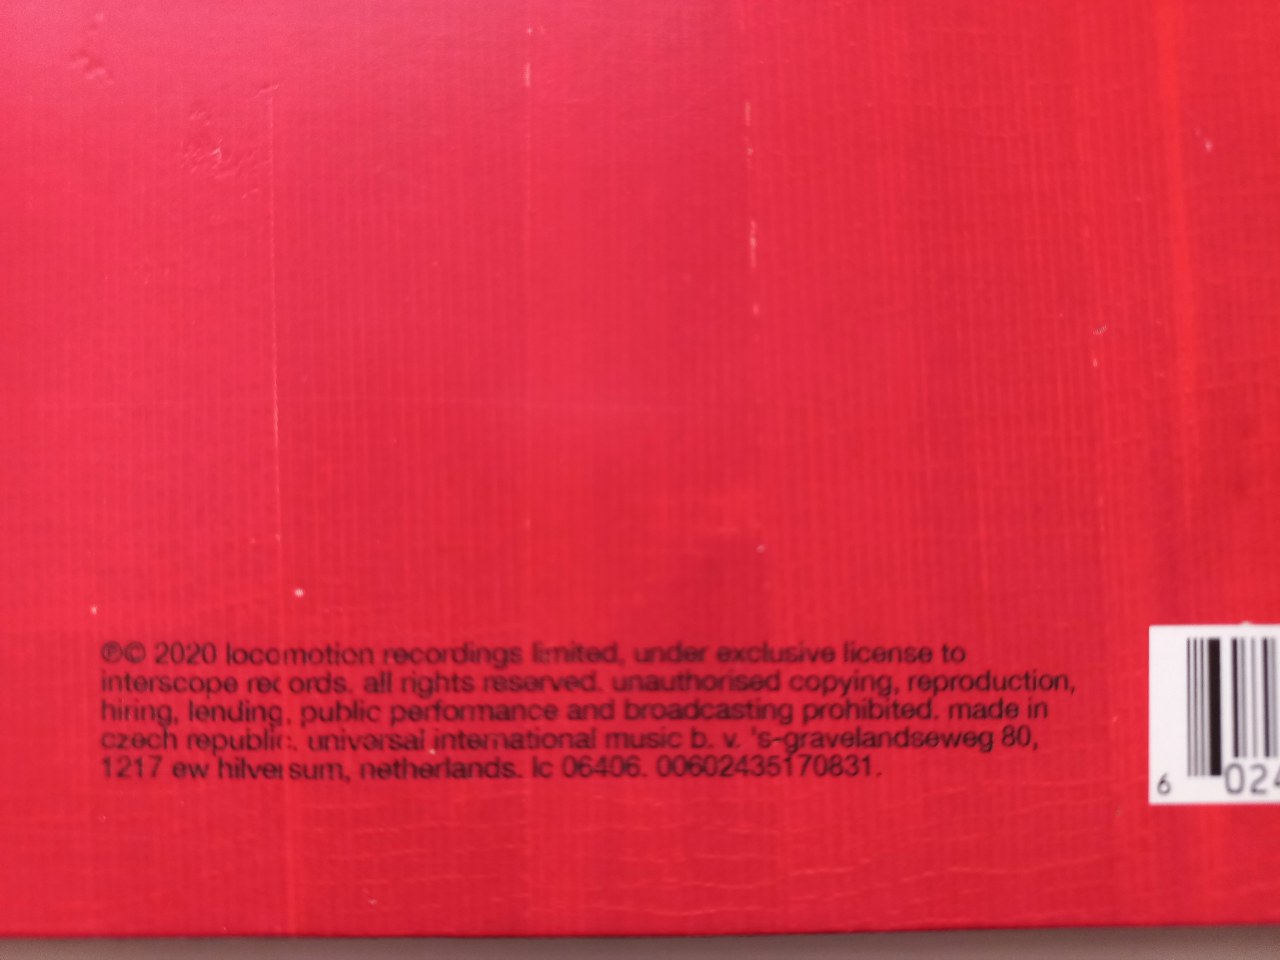 ℗© 2020 locomotion recordings limited, under exclusive license to
interscope records. all rights reserved. unauthorised copying, reproduction,
hiring, lending, public performance and broadcasting prohibited. made in
czech republic. universal international music b. v. 's-gravelandseweg 80,
1217 ew hilversum, netherlands. lc 06406. 00602435170831.
6 024